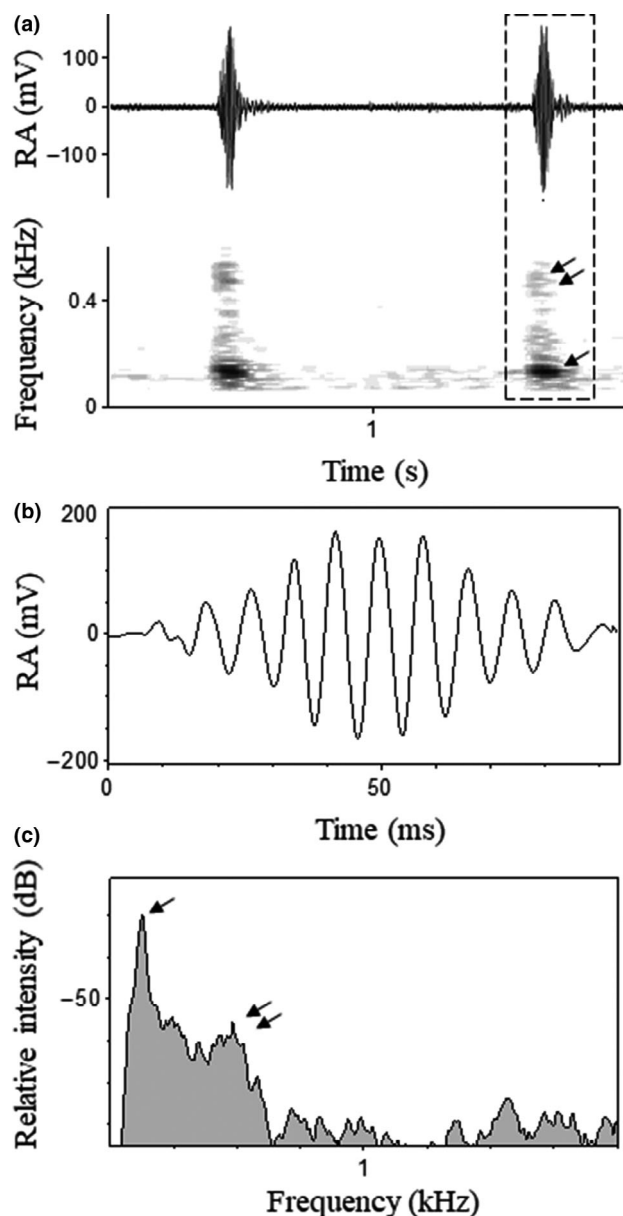 (a)
RA (mV)
100
0
−100
Frequency (kHz)
0.4
0
1
Time (s)
(b)
RA (mV)
200
0
−200
0
50
Time (ms)
(c)
Relative intensity (dB)
−50
1
Frequency (kHz)